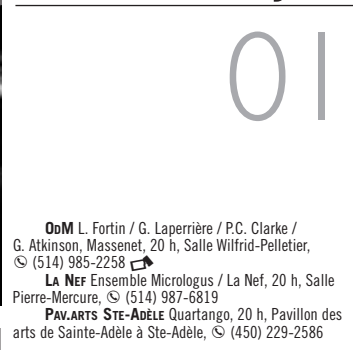 01
ODM L. Fortin / G. Laperrière / P.C. Clarke /
G. Atkinson, Massenet, 20 h, Salle Wilfrid-Pelletier,
✆ (514) 985-2258
LA NEF Ensemble Micrologus / La Nef, 20 h, Salle
Pierre-Mercure, ✆ (514) 987-6819
PAV.ARTS STE-ADÈLE Quartango, 20 h, Pavillon des
arts de Sainte-Adèle à Ste-Adèle, ✆ (450) 229-2586